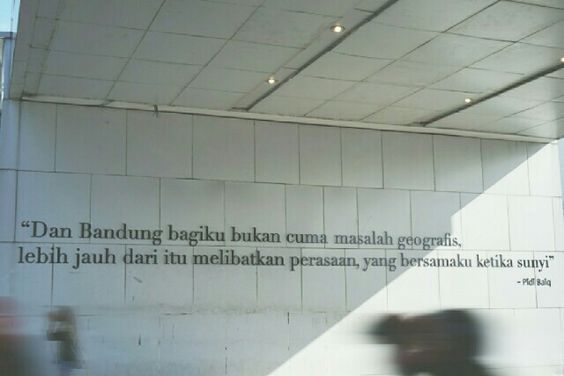 “Dan Bandung bagiku bukan cuma masalah geografis,
lebih jauh dari itu melibatkan perasaan, yang bersamaku ketika sunyi”
- Pidi Baiq